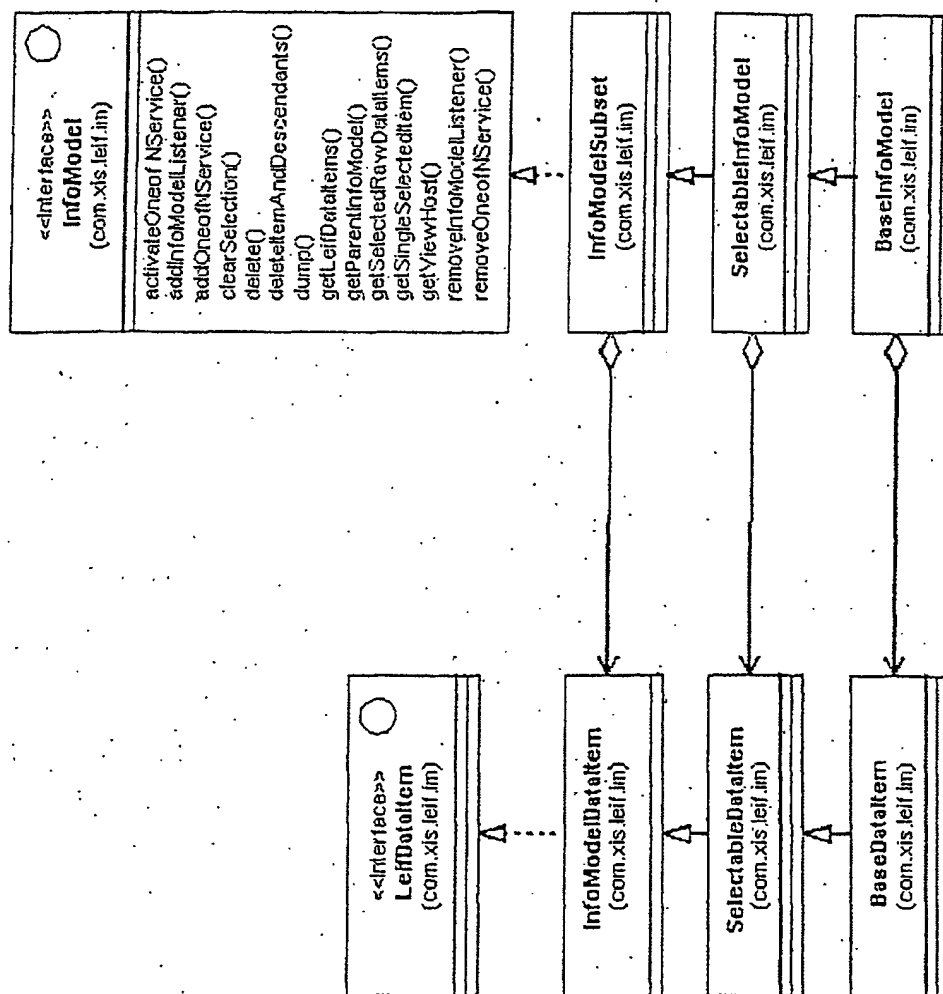 <<Interface>>
InfoModel
(com.xis.leif.im)
activateOneof NService()
addInfoModelListener()
addOneofNService()
clearSelection()
delete()
deleteItemAndDescendants()
dump()
getLeifDataItems()
getParentInfoModel()
getSelectedRawDataItems()
getSingleSelectedItem()
getViewHost()
removeInfoModelListener()
removeOneofNService()
InfoModelSubset
(com.xis.leif.im)
SelectableInfoModel
(com.xis.leif.im)
BaseInfoModel
(com.xis.leif.im)
<<Interface>>
LeifDataItem
(com.xis.leif.im)
InfoModelDataItem
(com.xis.leif.im)
SelectableDataItem
(com.xis.leif.im)
BaseDataItem
(com.xis.leif.im)